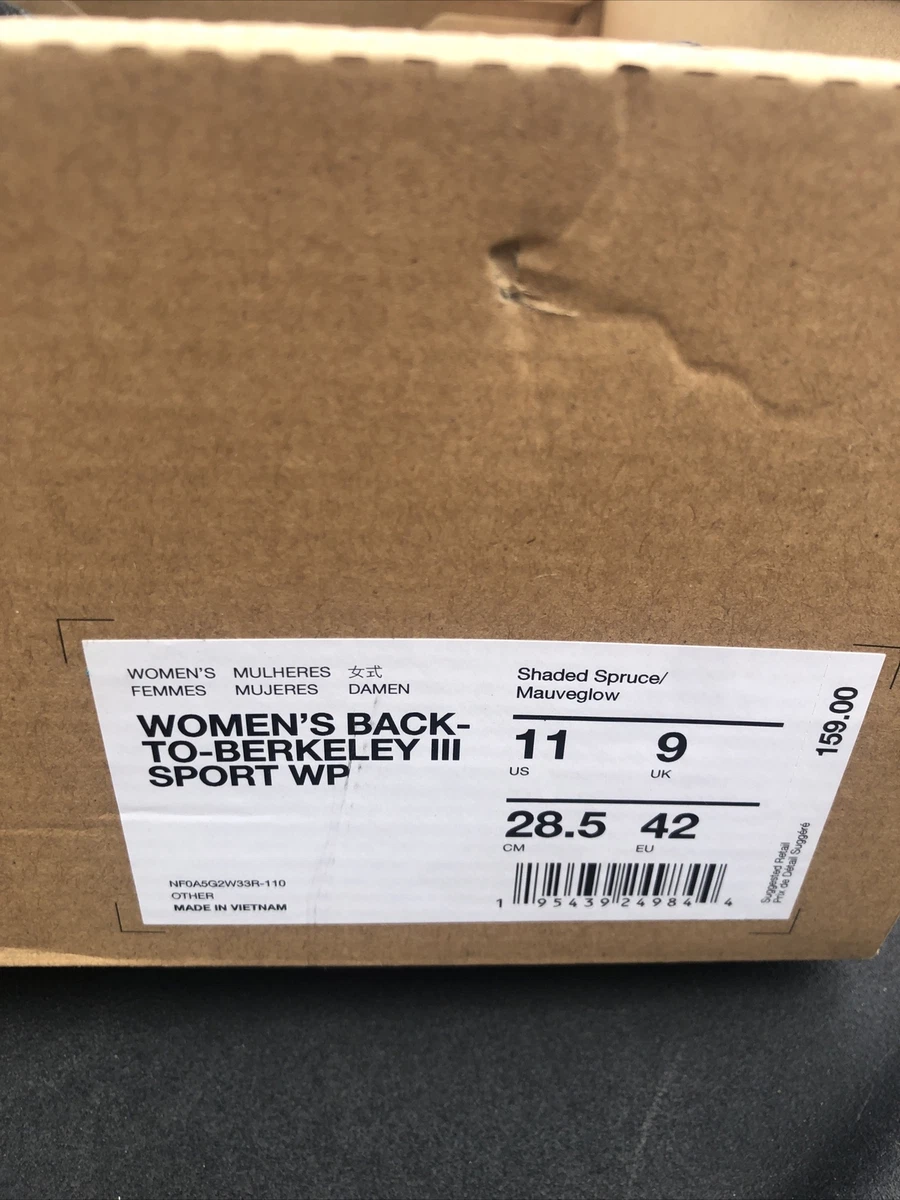 WOMEN'S MULHERES 女式
FEMMES MUJERES DAMEN
WOMEN'S BACK-
TO-BERKELEY III
SPORT WP
NF0A5G2W33R-110
OTHER
MADE IN VIETNAM
Shaded Spruce/
Mauveglow
11 9
US UK
28.5 42
CM EU
1 95439 24984 4
159.00
Suggested Retail
Prix de Détail Suggéré